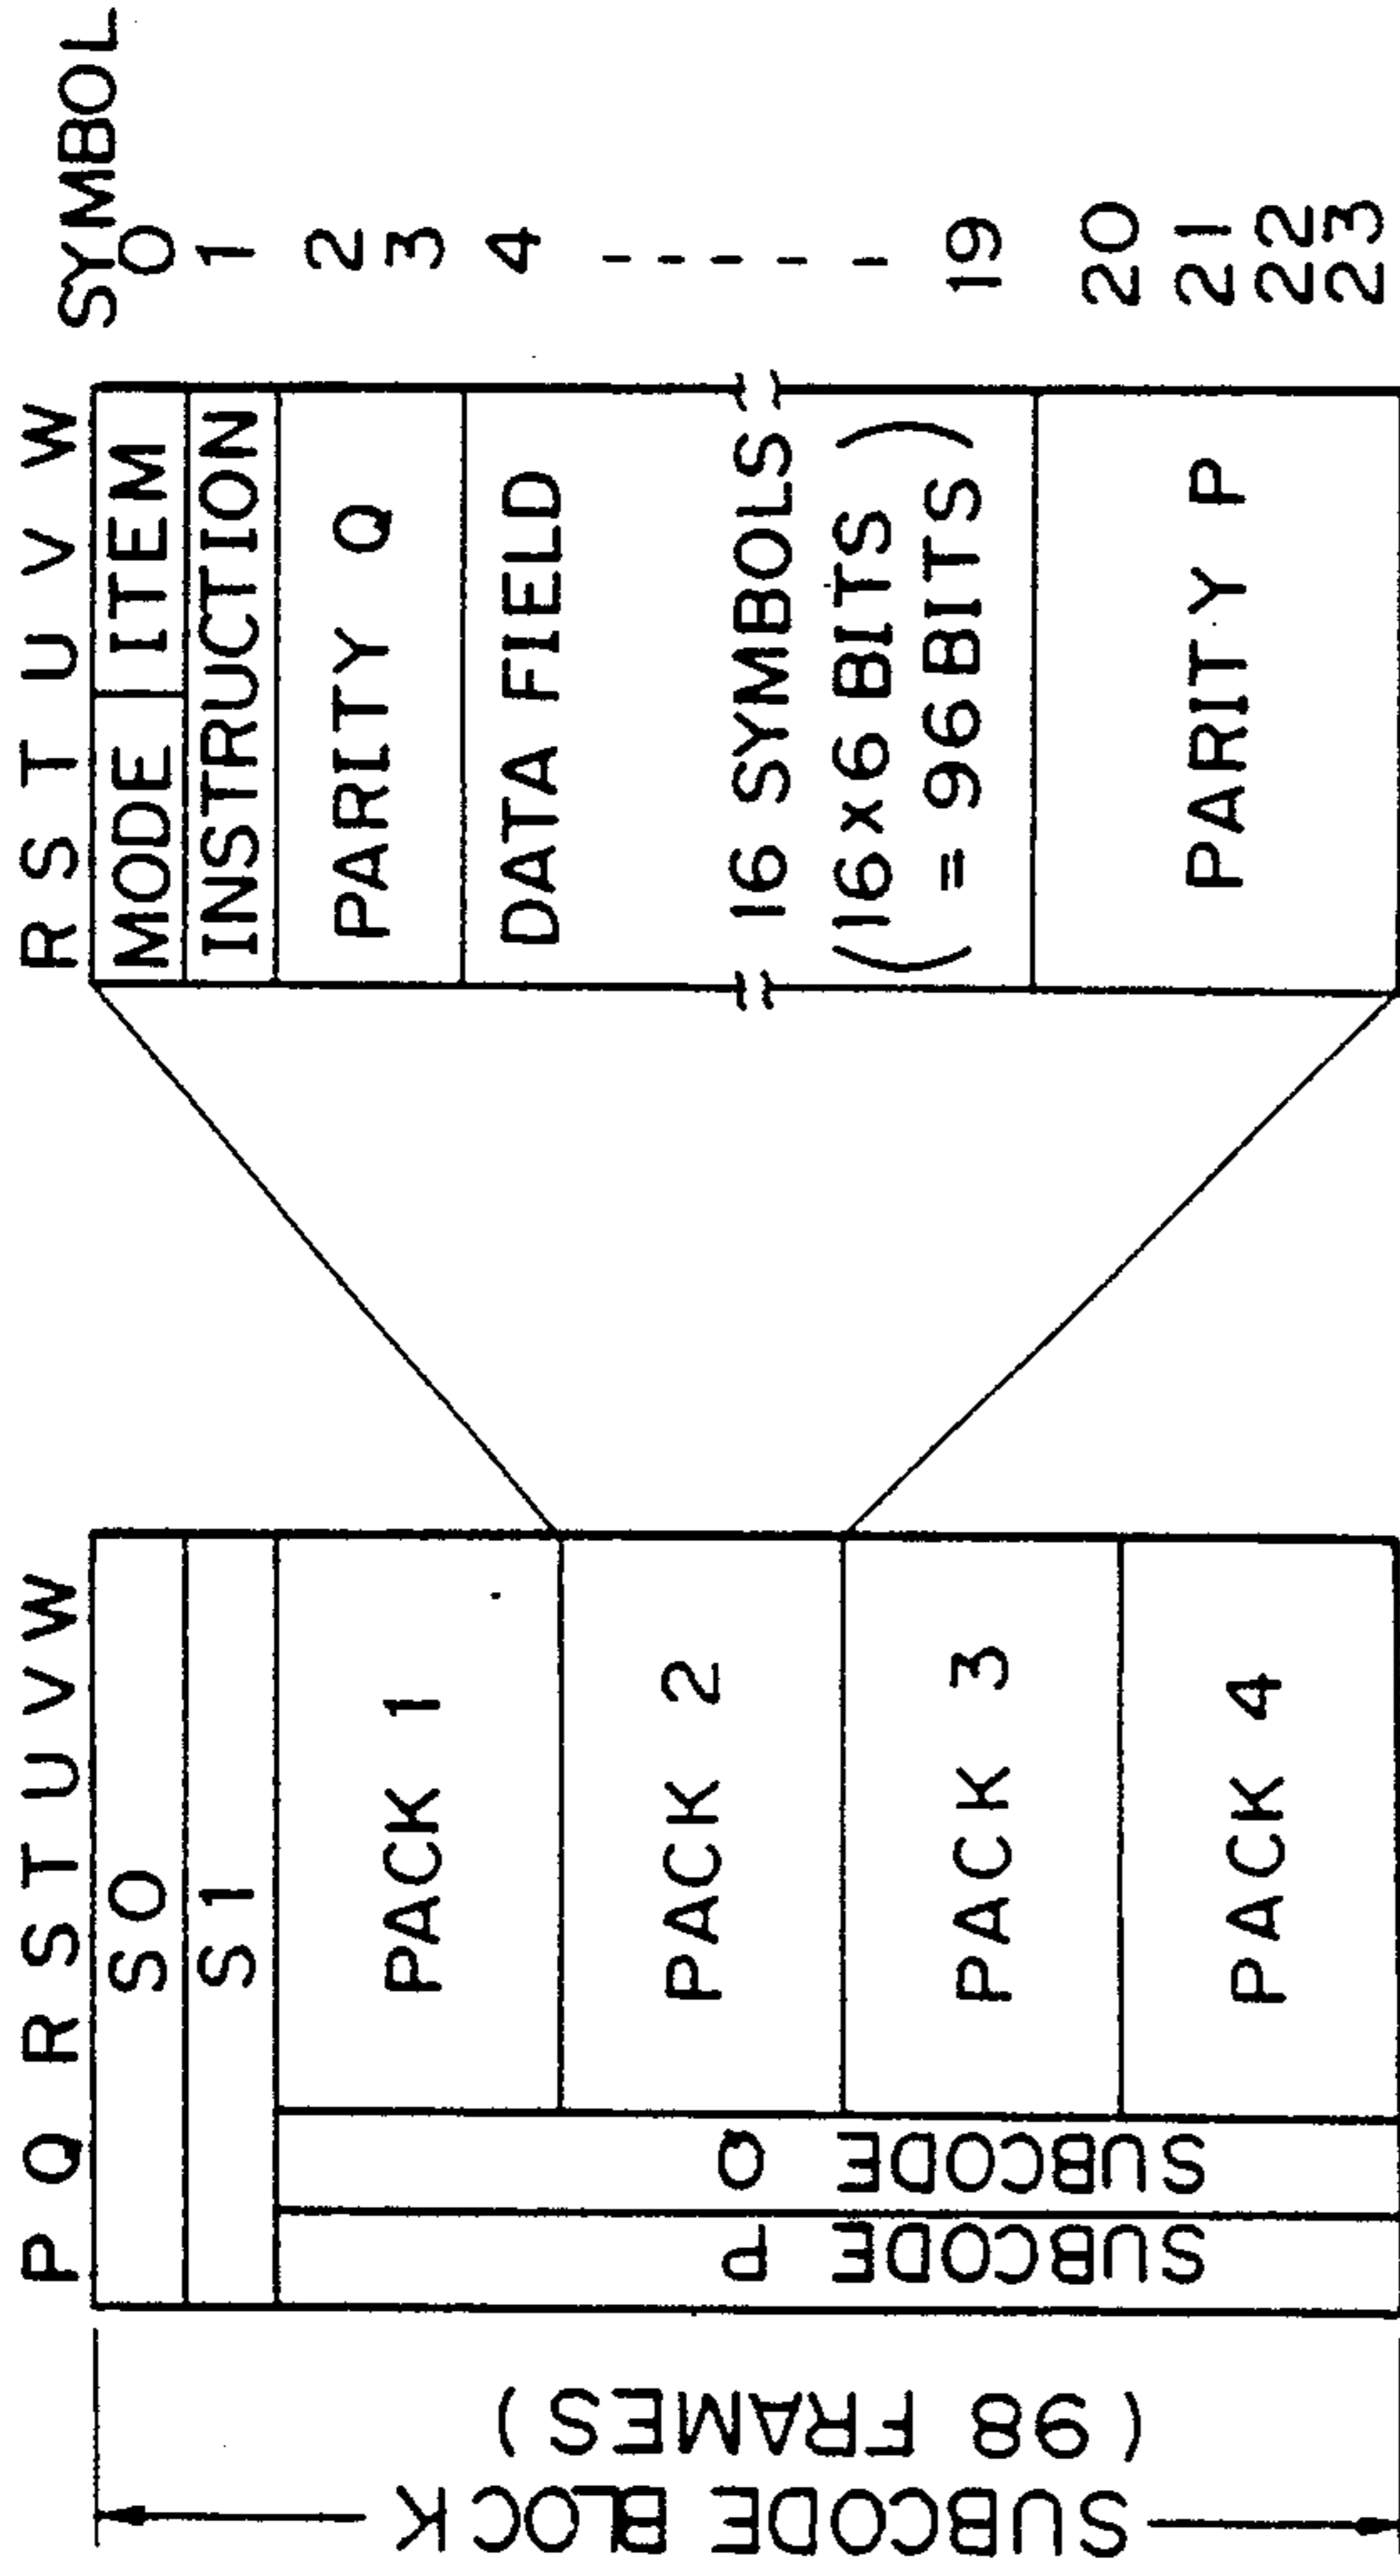 SUBCODE BLOCK
(98 FRAMES)
P Q R S T U V W
S0
S1
SUBCODE P
SUBCODE Q
PACK 1
PACK 2
PACK 3
PACK 4
R S T U V W
MODE ITEM
INSTRUCTION
PARITY Q
DATA FIELD
16 SYMBOLS
(16×6 BITS)
(= 96 BITS)
PARITY P
SYMBOL
0
1
2
3
4
19
20
21
22
23